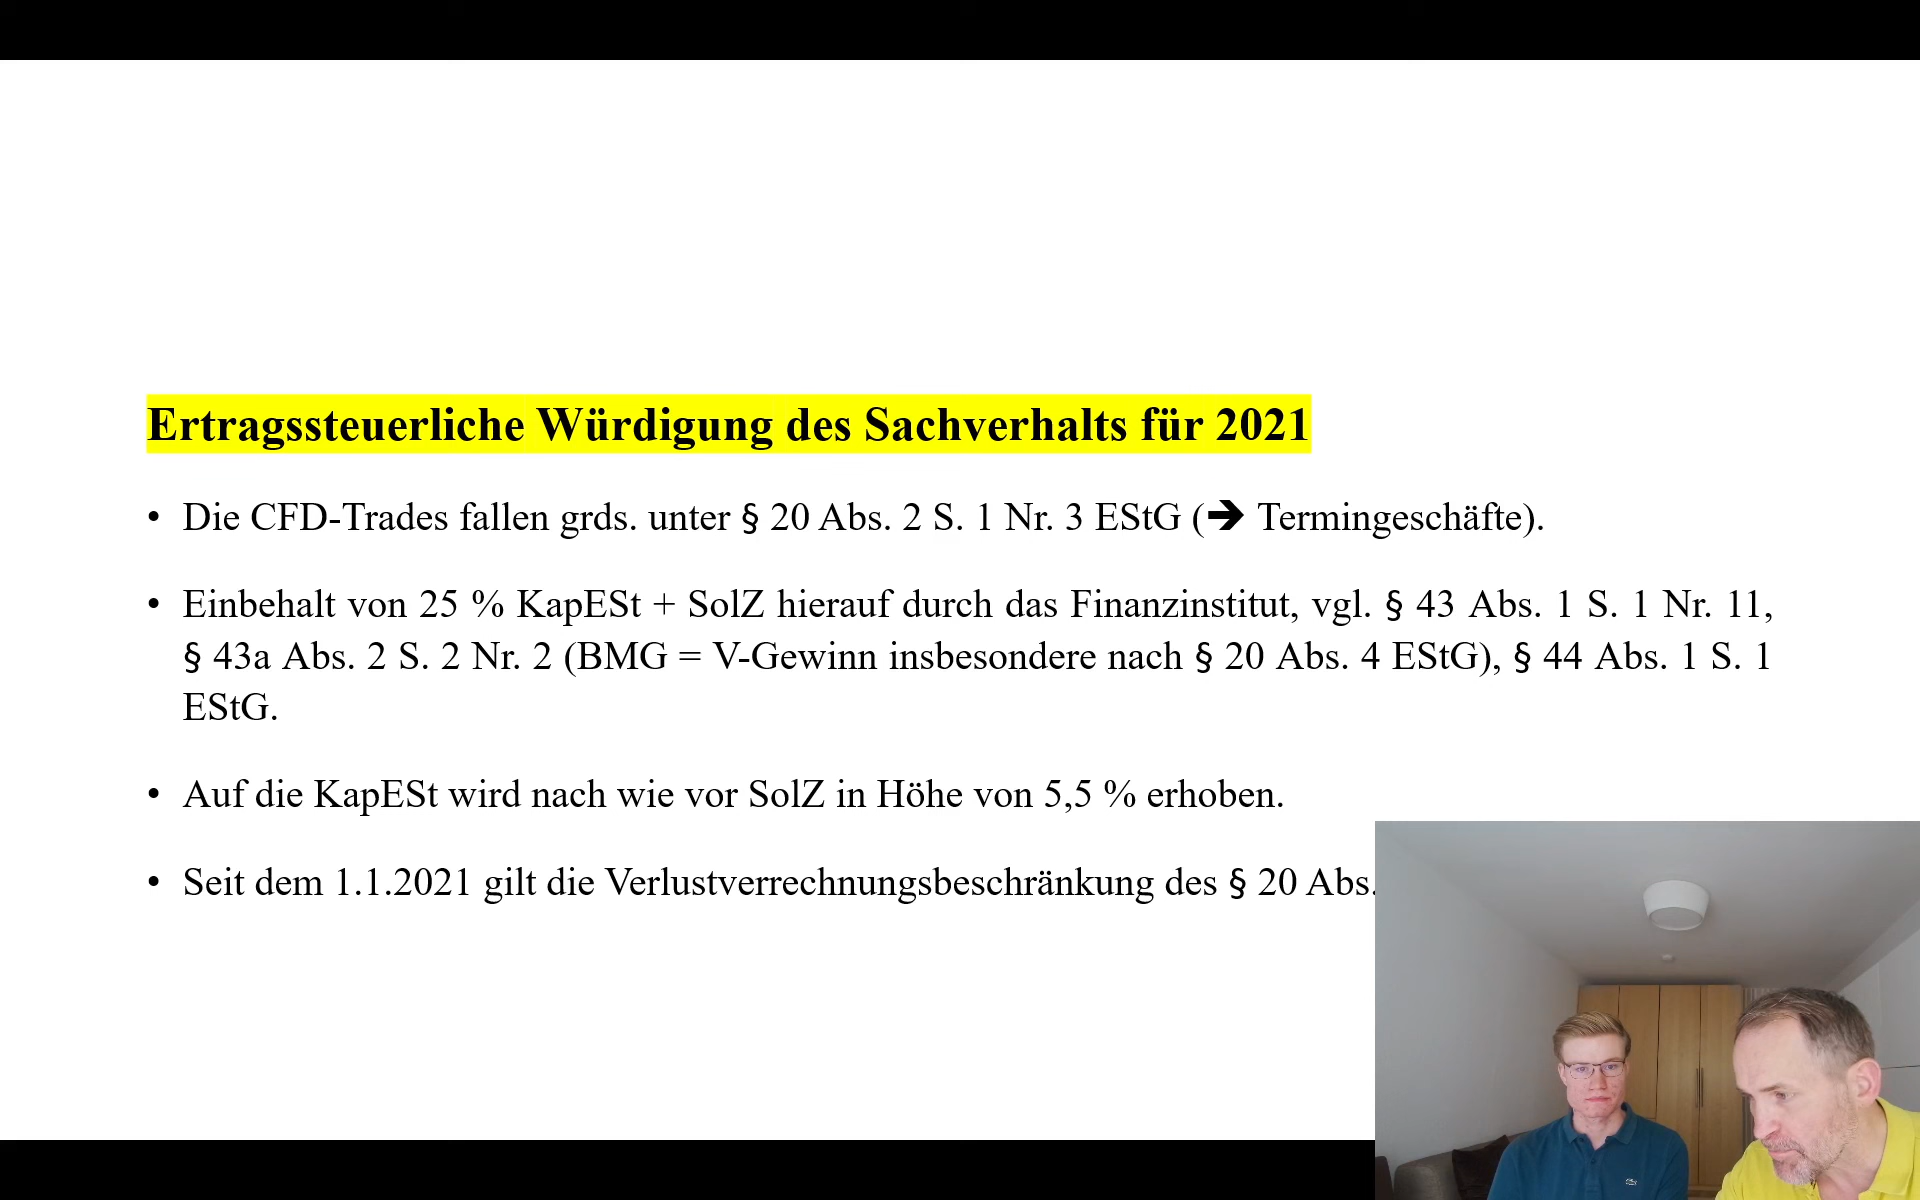 Ertragssteuerliche Würdigung des Sachverhalts für 2021
• Die CFD-Trades fallen grds. unter § 20 Abs. 2 S. 1 Nr. 3 EStG (🡺 Termingeschäfte).
• Einbehalt von 25 % KapESt + SolZ hierauf durch das Finanzinstitut, vgl. § 43 Abs. 1 S. 1 Nr. 11,
§ 43a Abs. 2 S. 2 Nr. 2 (BMG = V-Gewinn insbesondere nach § 20 Abs. 4 EStG), § 44 Abs. 1 S. 1
EStG.
• Auf die KapESt wird nach wie vor SolZ in Höhe von 5,5 % erhoben.
• Seit dem 1.1.2021 gilt die Verlustverrechnungsbeschränkung des § 20 Abs.